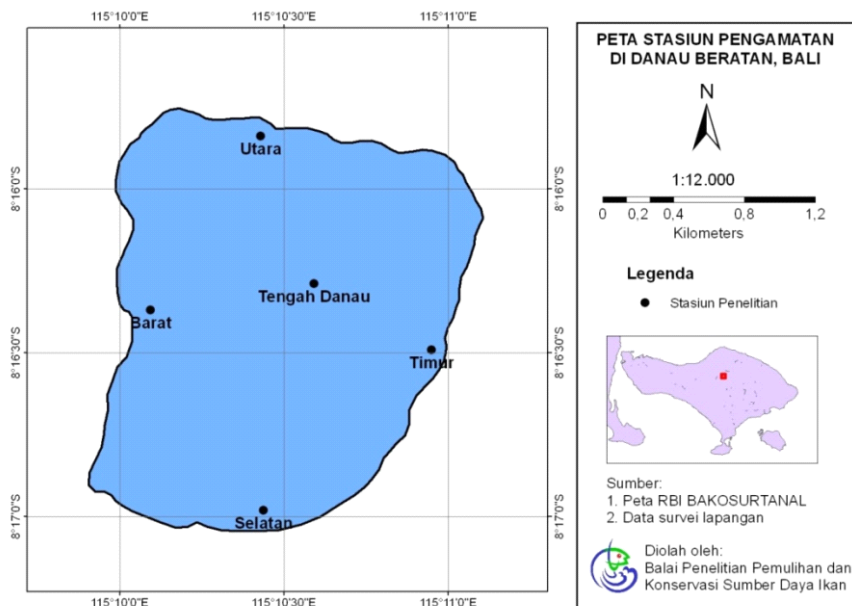 115°10'0"E
115°10'30"E
115°11'0"E
8°16'0"S
8°16'30"S
8°17'0"S
Utara
Tengah Danau
Barat
Timur
Selatan
8°16'0"S
8°16'30"S
8°17'0"S
115°10'0"E
115°10'30"E
115°11'0"E
PETA STASIUN PENGAMATAN
DI DANAU BERATAN, BALI
N
1:12.000
0 0,2 0,4 0,8 1,2
Kilometers
Legenda
Stasiun Penelitian
Sumber:
1. Peta RBI BAKOSURTANAL
2. Data survei lapangan
Diolah oleh:
Balai Penelitian Pemulihan dan
Konservasi Sumber Daya Ikan